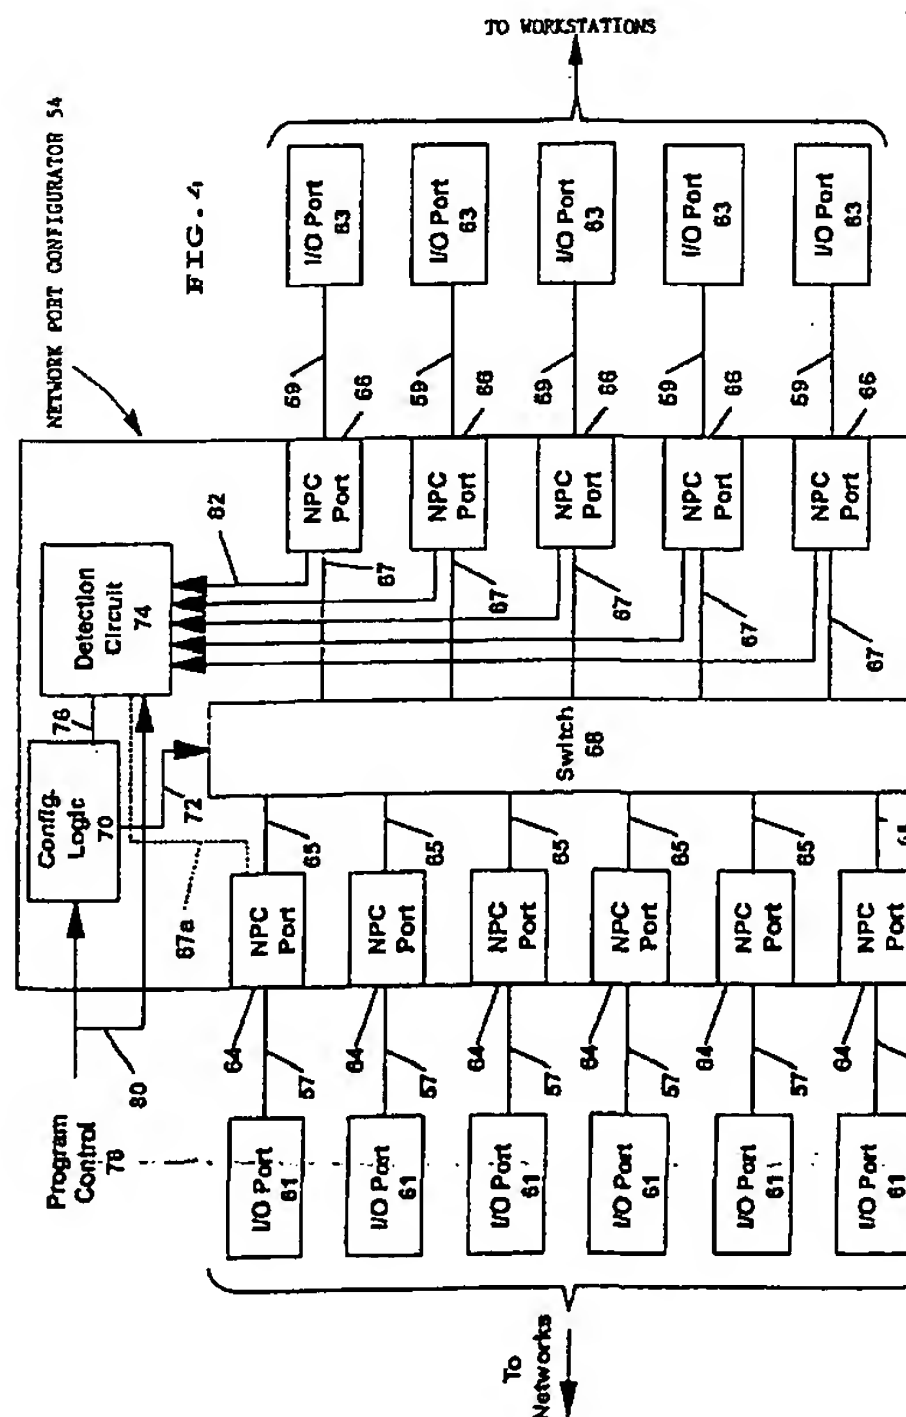 TO WORKSTATIONS
NETWORK PORT CONFIGURATOR 54
FIG. 4
I/O Port
63
I/O Port
63
I/O Port
63
I/O Port
63
I/O Port
63
59
59
59
59
59
66
66
66
66
66
NPC
Port
NPC
Port
NPC
Port
NPC
Port
NPC
Port
82
67
67
67
67
67
Detection
Circuit
74
76
Config.
Logic
70
72
Switch
68
67a
65
65
65
65
65
65
NPC
Port
NPC
Port
NPC
Port
NPC
Port
NPC
Port
NPC
Port
64
64
64
64
64
64
57
57
57
57
57
80
Program
Control
78
I/O Port
61
I/O Port
61
I/O Port
61
I/O Port
61
I/O Port
61
I/O Port
61
To
Networks